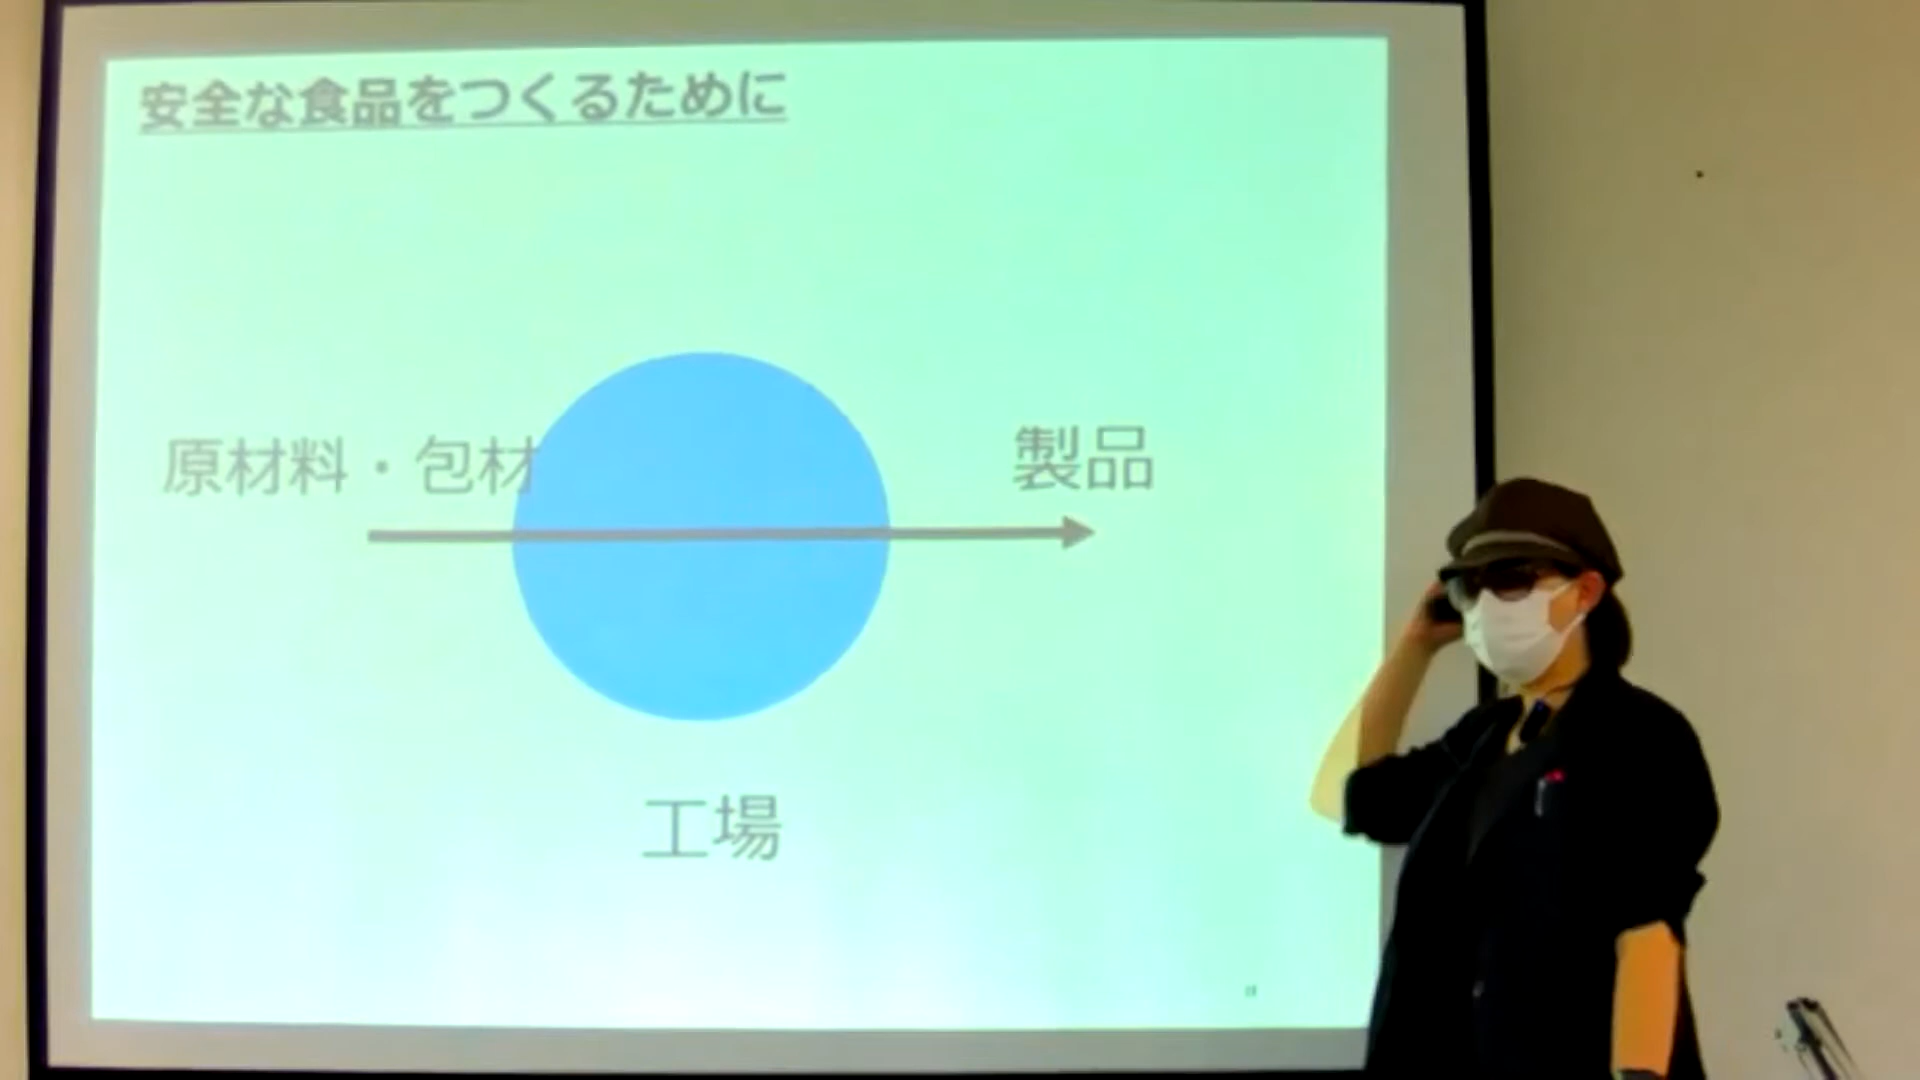 安全な食品をつくるために
原材料・包材
製品
工場